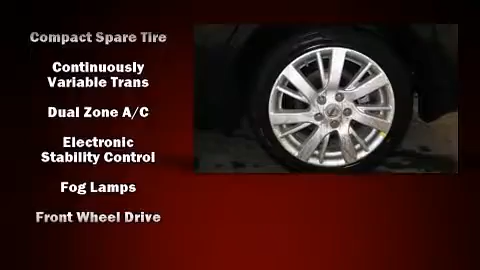 Compact Spare Tire
Continuously
Variable Trans
Dual Zone A/C
Electronic
Stability Control
Fog Lamps
Front Wheel Drive